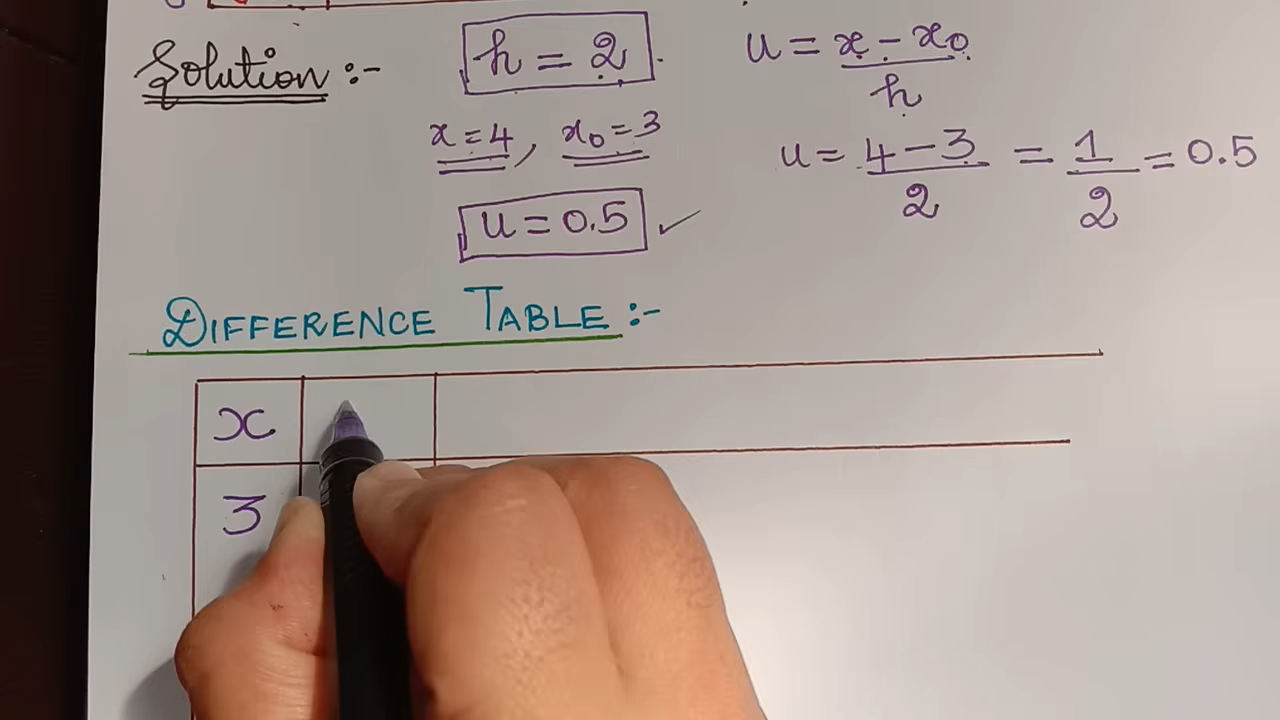 Solution :-
h = 2
x = 4, x₀ = 3
u = 0.5 ✓
u = x - x₀ / h
u = 4 - 3 / 2 = 1 / 2 = 0.5
DIFFERENCE TABLE :-
x
3